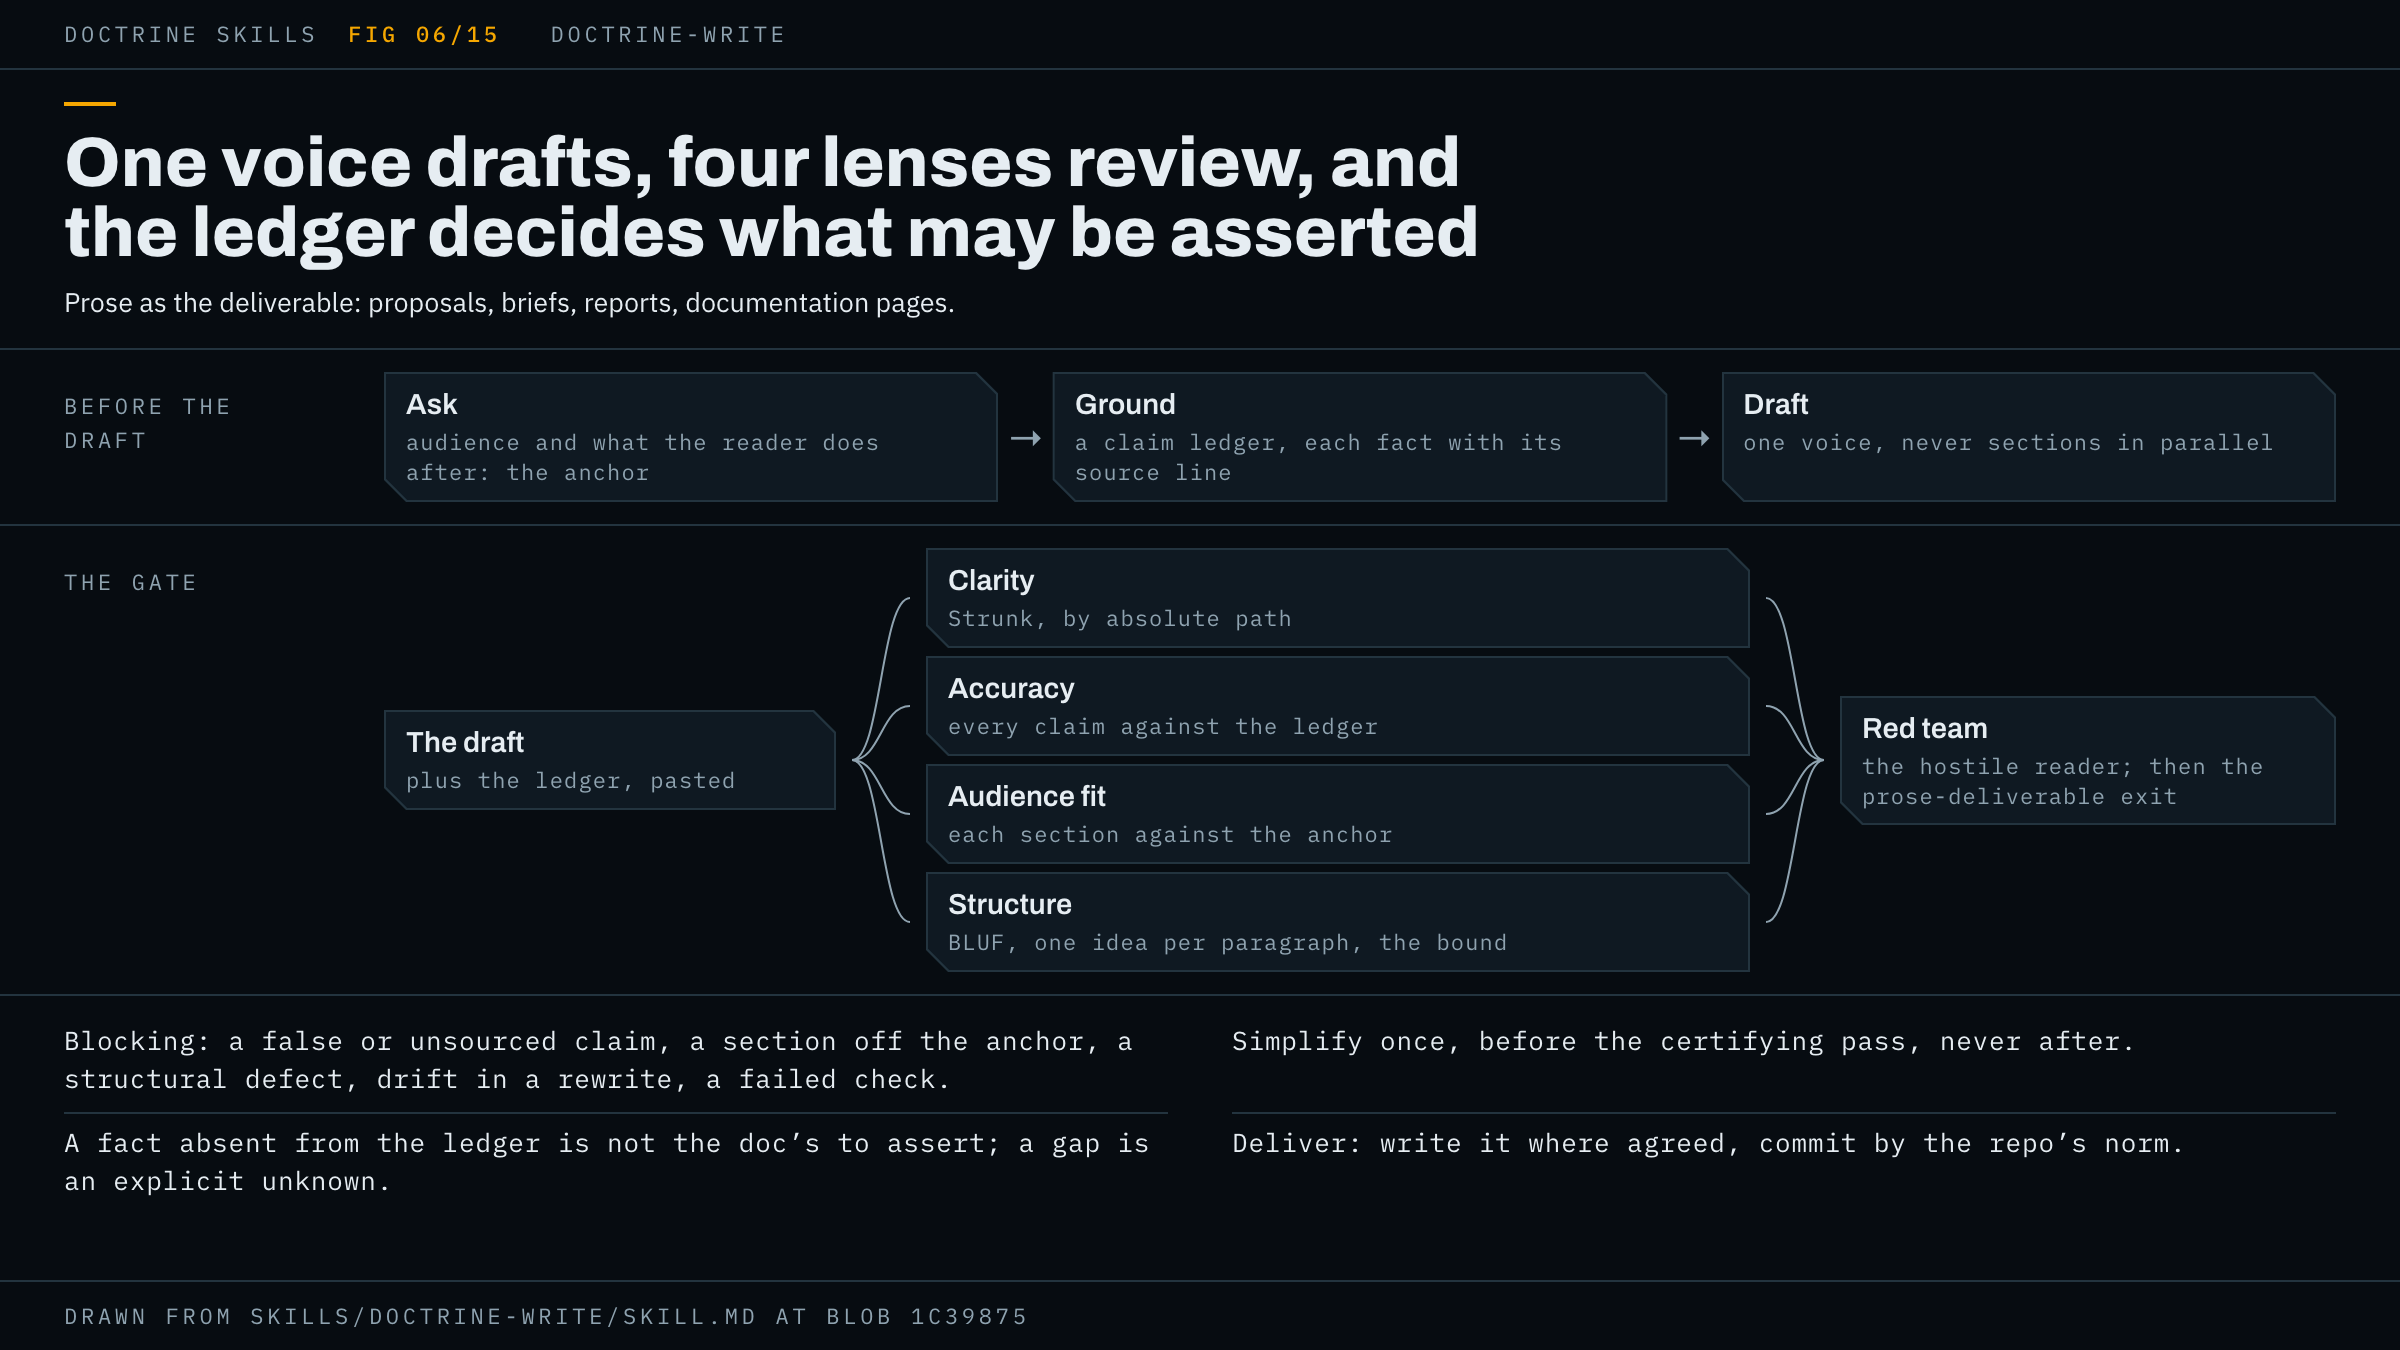 DOCTRINE SKILLS FIG 06/15 DOCTRINE-WRITE
One voice drafts, four lenses review, and
the ledger decides what may be asserted
Prose as the deliverable: proposals, briefs, reports, documentation pages.
BEFORE THE
DRAFT
Ask
audience and what the reader does
after: the anchor
Ground
a claim ledger, each fact with its
source line
Draft
one voice, never sections in parallel
THE GATE
The draft
plus the ledger, pasted
Clarity
Strunk, by absolute path
Accuracy
every claim against the ledger
Audience fit
each section against the anchor
Structure
BLUF, one idea per paragraph, the bound
Red team
the hostile reader; then the
prose-deliverable exit
Blocking: a false or unsourced claim, a section off the anchor, a
structural defect, drift in a rewrite, a failed check.
Simplify once, before the certifying pass, never after.
A fact absent from the ledger is not the doc’s to assert; a gap is
an explicit unknown.
Deliver: write it where agreed, commit by the repo’s norm.
DRAWN FROM SKILLS/DOCTRINE-WRITE/SKILL.MD AT BLOB 1C39875